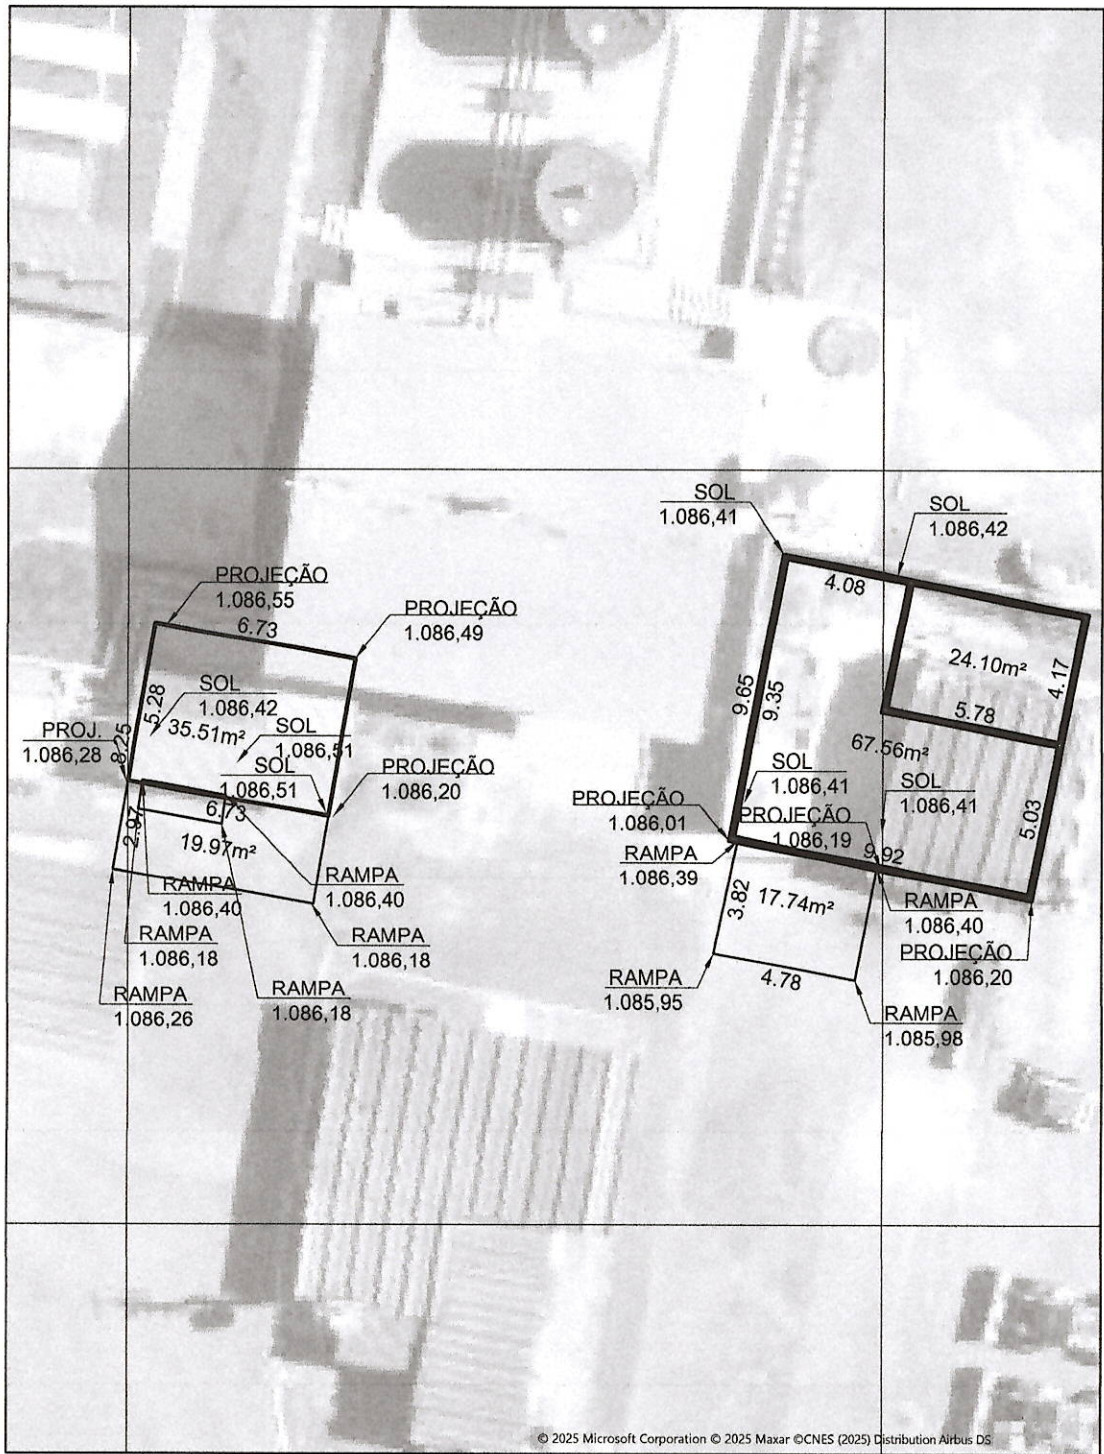 SOL
1.086,41
SOL
1.086,42
4.08
24.10m²
4.17
5.78
9.65
9.35
67.56m²
SOL
1.086,41
SOL
1.086,41
5.03
PROJEÇÃO
1.086,01
PROJEÇÃO
1.086,19
9.92
RAMPA
1.086,39
3.82
17.74m²
RAMPA
1.086,40
PROJEÇÃO
1.086,20
RAMPA
1.085,95
4.78
RAMPA
1.085,98
PROJEÇÃO
1.086,55
6.73
PROJEÇÃO
1.086,49
5.28
SOL
1.086,42
35.51m²
SOL
1.086,51
PROJ.
1.086,28
8.25
SOL
1.086,51
PROJEÇÃO
1.086,20
6.73
2.97
19.97m²
RAMPA
1.086,40
RAMPA
1.086,40
RAMPA
1.086,18
RAMPA
1.086,18
RAMPA
1.086,26
RAMPA
1.086,18
© 2025 Microsoft Corporation © 2025 Maxar ©CNES (2025) Distribution Airbus DS